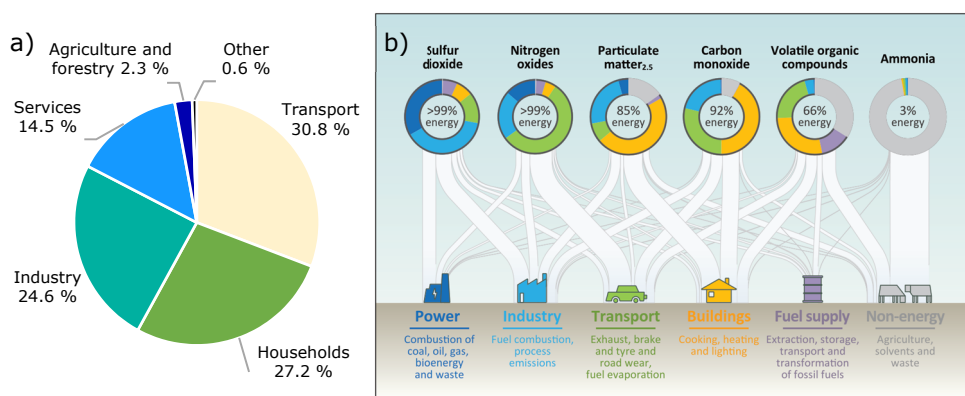 a)
Agriculture and
forestry 2.3 %
Other
0.6 %
Services
14.5 %
Transport
30.8 %
Industry
24.6 %
Households
27.2 %
b)
Sulfur
dioxide
Nitrogen
oxides
Particulate
matter2.5
Carbon
monoxide
Volatile organic
compounds
Ammonia
>99%
energy
>99%
energy
85%
energy
92%
energy
66%
energy
3%
energy
Power
Combustion of
coal, oil, gas,
bioenergy
and waste
Industry
Fuel combustion,
process
emissions
Transport
Exhaust, brake
and tyre and
road wear,
fuel evaporation
Buildings
Cooking, heating
and lighting
Fuel supply
Extraction, storage,
transport and
transformation
of fossil fuels
Non-energy
Agriculture,
solvents and
waste